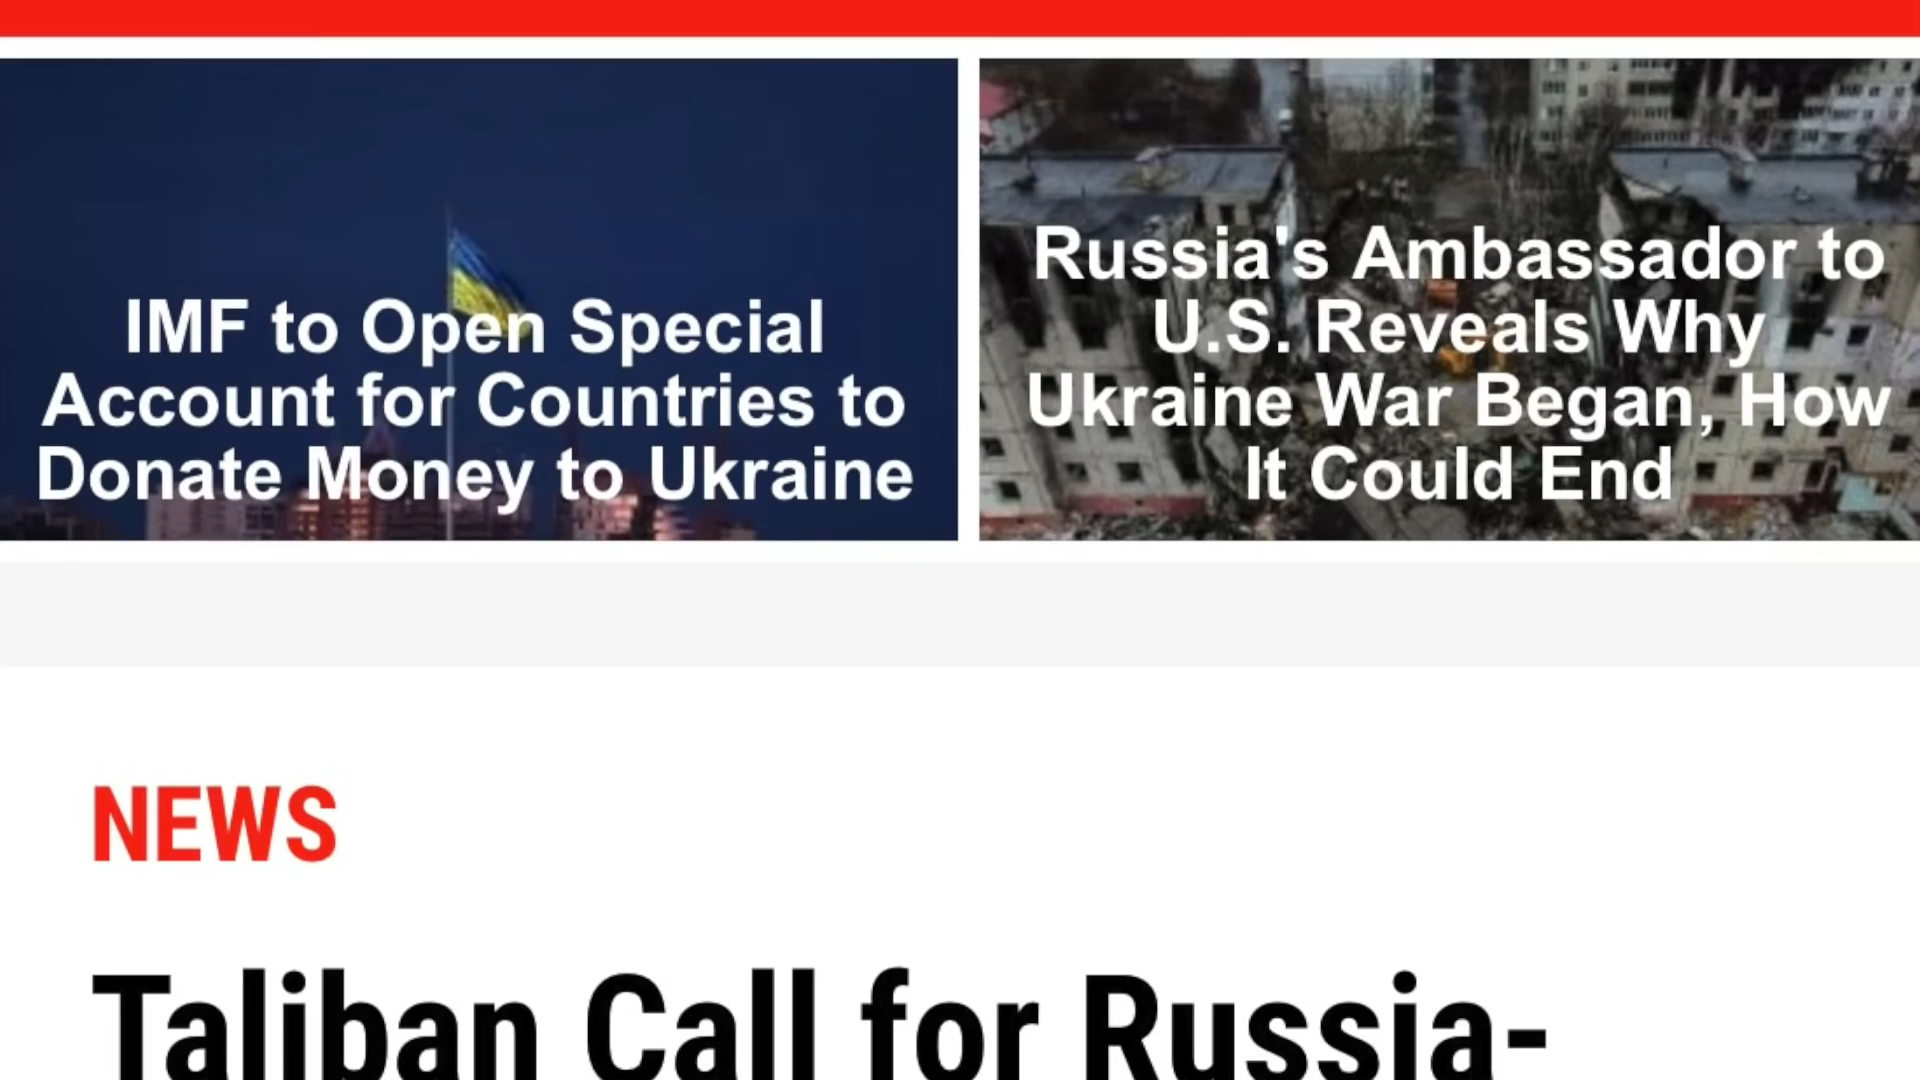 IMF to Open Special
Account for Countries to
Donate Money to Ukraine
Russia's Ambassador to
U.S. Reveals Why
Ukraine War Began, How
It Could End
NEWS
Taliban Call for Russia-